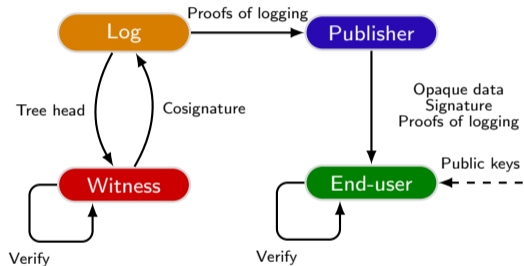 Proofs of logging
Log
Publisher
Tree head
Cosignature
Opaque data
Signature
Proofs of logging
Public keys
Witness
End-user
Verify
Verify